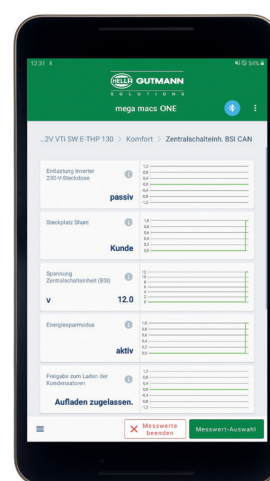 12:31
54%
HELLA GUTMANN
SOLUTIONS
mega macs ONE
...2V VTI SW E-THP 130 > Komfort > Zentralschalteinh. BSI CAN
Entlastung Inverter
230-V-Steckdose
passiv
Steckplatz Shunt
Kunde
Spannung
Zentralschalteinheit (BSI)
V 12.0
Energiesparmodus
aktiv
Freigabe zum Laden der
Kondensatoren
Aufladen zugelassen.
Messwerte
beenden
Messwert-Auswahl